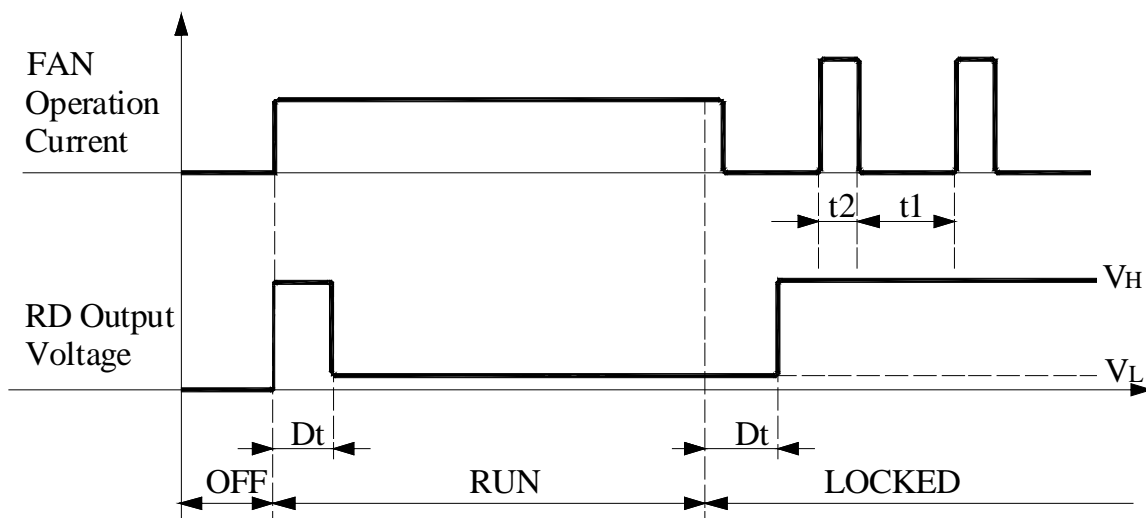 FAN
Operation
Current
t2
t1
RD Output
Voltage
VH
VL
Dt
Dt
OFF
RUN
LOCKED